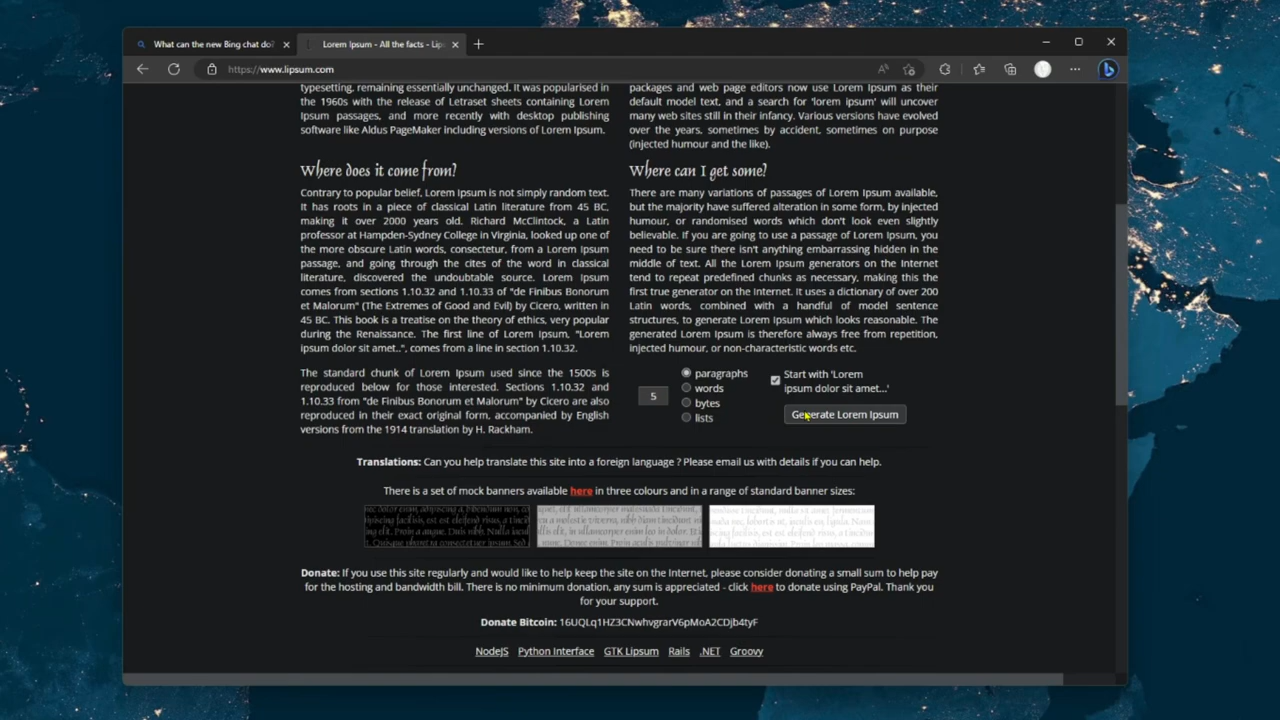 What can the new Bing chat do?
Lorem Ipsum - All the facts - Lip
https://www.lipsum.com
typesetting, remaining essentially unchanged. It was popularised in
the 1960s with the release of Letraset sheets containing Lorem
Ipsum passages, and more recently with desktop publishing
software like Aldus PageMaker including versions of Lorem Ipsum.
packages and web page editors now use Lorem Ipsum as their
default model text, and a search for 'lorem ipsum' will uncover
many web sites still in their infancy. Various versions have evolved
over the years, sometimes by accident, sometimes on purpose
(injected humour and the like).
Where does it come from?
Contrary to popular belief, Lorem Ipsum is not simply random text.
It has roots in a piece of classical Latin literature from 45 BC,
making it over 2000 years old. Richard McClintock, a Latin
professor at Hampden-Sydney College in Virginia, looked up one of
the more obscure Latin words, consectetur, from a Lorem Ipsum
passage, and going through the cites of the word in classical
literature, discovered the undoubtable source. Lorem Ipsum
comes from sections 1.10.32 and 1.10.33 of "de Finibus Bonorum
et Malorum" (The Extremes of Good and Evil) by Cicero, written in
45 BC. This book is a treatise on the theory of ethics, very popular
during the Renaissance. The first line of Lorem Ipsum, "Lorem
ipsum dolor sit amet..", comes from a line in section 1.10.32.
The standard chunk of Lorem Ipsum used since the 1500s is
reproduced below for those interested. Sections 1.10.32 and
1.10.33 from "de Finibus Bonorum et Malorum" by Cicero are also
reproduced in their exact original form, accompanied by English
versions from the 1914 translation by H. Rackham.
Where can I get some?
There are many variations of passages of Lorem Ipsum available,
but the majority have suffered alteration in some form, by injected
humour, or randomised words which don't look even slightly
believable. If you are going to use a passage of Lorem Ipsum, you
need to be sure there isn't anything embarrassing hidden in the
middle of text. All the Lorem Ipsum generators on the Internet
tend to repeat predefined chunks as necessary, making this the
first true generator on the Internet. It uses a dictionary of over 200
Latin words, combined with a handful of model sentence
structures, to generate Lorem Ipsum which looks reasonable. The
generated Lorem Ipsum is therefore always free from repetition,
injected humour, or non-characteristic words etc.
5
paragraphs
words
bytes
lists
Start with 'Lorem
ipsum dolor sit amet...'
Generate Lorem Ipsum
Translations: Can you help translate this site into a foreign language ? Please email us with details if you can help.
There is a set of mock banners available here in three colours and in a range of standard banner sizes:
Donate: If you use this site regularly and would like to help keep the site on the Internet, please consider donating a small sum to help pay
for the hosting and bandwidth bill. There is no minimum donation, any sum is appreciated - click here to donate using PayPal. Thank you
for your support.
Donate Bitcoin: 16UQLq1HZ3CNwhvgrarV6pMoA2CDjb4tyF
NodeJS Python Interface GTK Lipsum Rails .NET Groovy